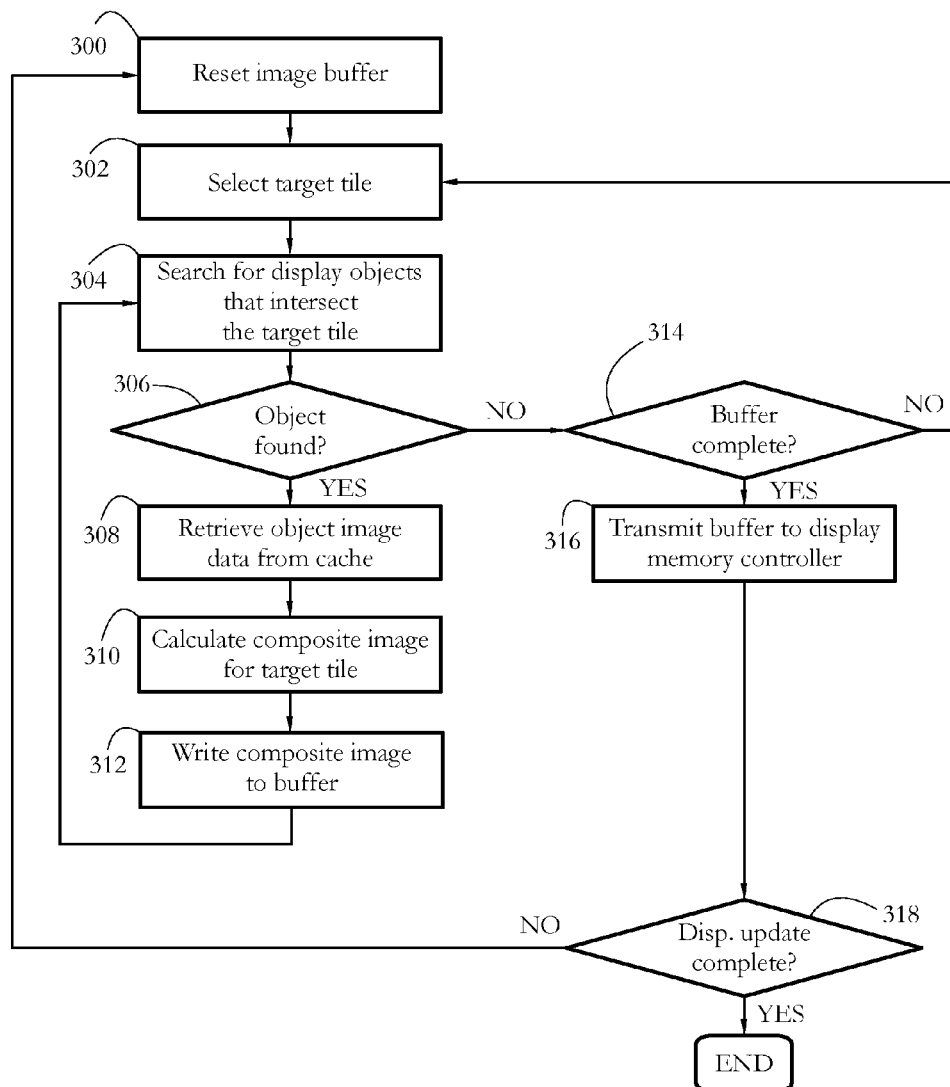 300
Reset image buffer
302
Select target tile
304
Search for display objects
that intersect
the target tile
306
Object
found?
NO
314
Buffer
complete?
NO
YES
308
Retrieve object image
data from cache
YES
316
Transmit buffer to display
memory controller
310
Calculate composite image
for target tile
312
Write composite image
to buffer
318
Disp. update
complete?
NO
YES
END